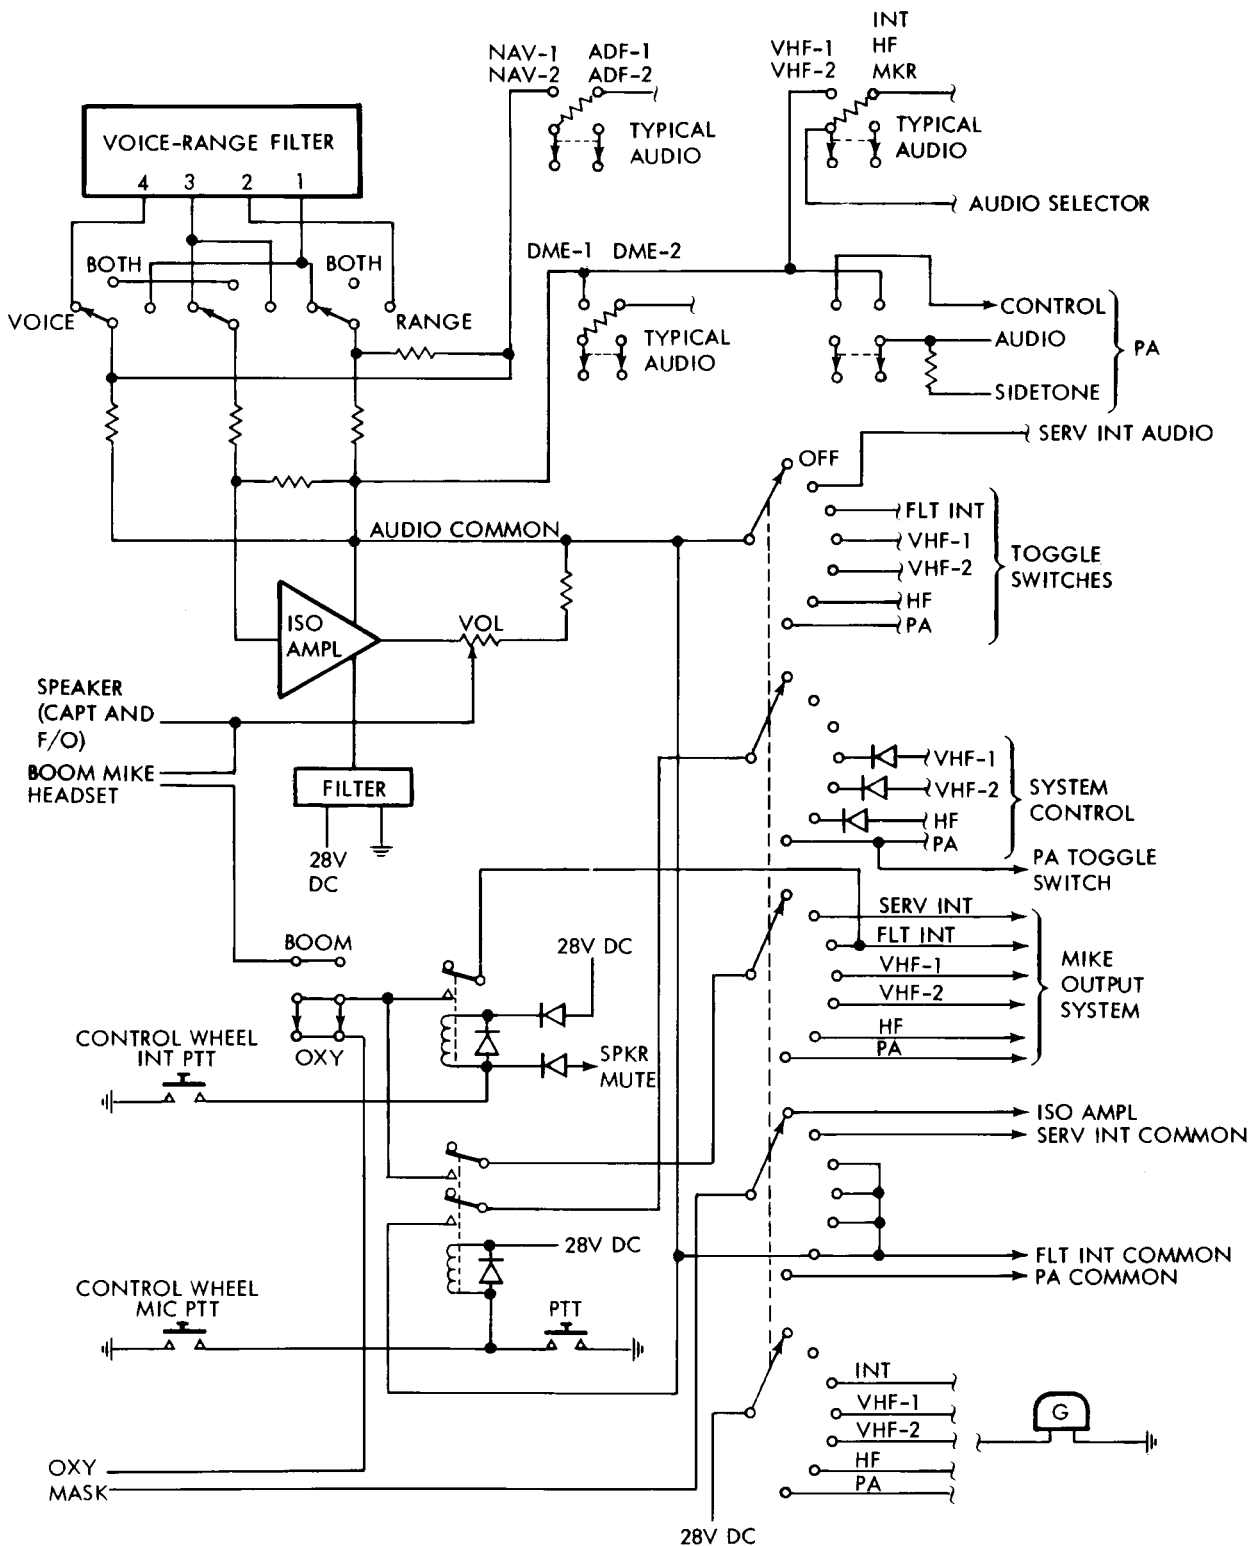 INT
NAV-1 ADF-1
VHF-1 HF
NAV-2 ADF-2
VHF-2 MKR
VOICE-RANGE FILTER
4 3 2 1
TYPICAL
AUDIO
TYPICAL
AUDIO
AUDIO SELECTOR
BOTH
BOTH
DME-1 DME-2
VOICE
RANGE
CONTROL
TYPICAL
AUDIO
AUDIO
PA
SIDETONE
SERV INT AUDIO
OFF
FLT INT
VHF-1
VHF-2
HF
PA
TOGGLE
SWITCHES
AUDIO COMMON
ISO
AMPL
VOL
SPEAKER
(CAPT AND
F/O)
BOOM MIKE
HEADSET
FILTER
28V
DC
VHF-1
VHF-2
HF
PA
SYSTEM
CONTROL
PA TOGGLE
SWITCH
BOOM
28V DC
SERV INT
FLT INT
VHF-1
VHF-2
HF
PA
MIKE
OUTPUT
SYSTEM
CONTROL WHEEL
INT PTT
OXY
SPKR
MUTE
ISO AMPL
SERV INT COMMON
28V DC
FLT INT COMMON
PA COMMON
CONTROL WHEEL
MIC PTT
PTT
INT
VHF-1
VHF-2
HF
PA
G
OXY
MASK
28V DC